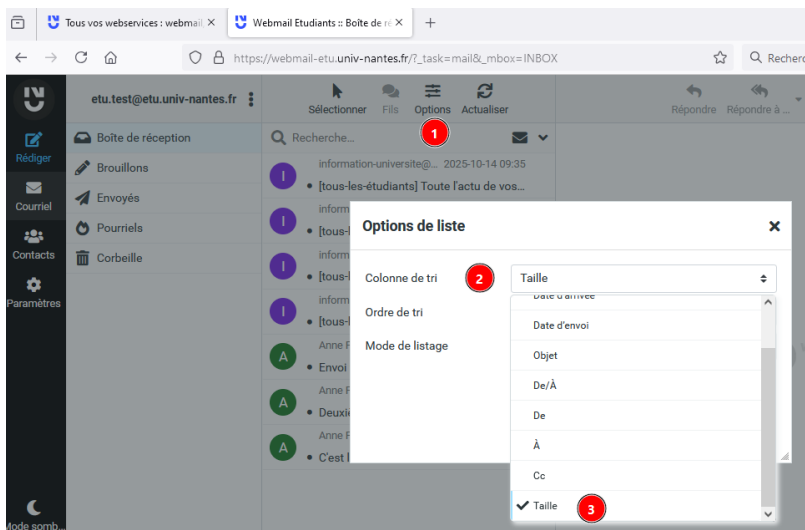 Tous vos webservices : webmail
Webmail Etudiants :: Boîte de ré
https://webmail-etu.univ-nantes.fr/?_task=mail&_mbox=INBOX
Recherc
etu.test@etu.univ-nantes.fr
Sélectionner Fils Options Actualiser
Répondre Répondre à ...
1
Rédiger
Courriel
Contacts
Paramètres
Mode somb...
Boîte de réception
Brouillons
Envoyés
Pourriels
Corbeille
Recherche...
I
information-universite@... 2025-10-14 09:35
[tous-les-étudiants] Toute l'actu de vos...
I
inform
[tous-l
I
inform
[tous-l
I
inform
[tous-l
A
Anne F
Envoi
A
Anne F
Deuxiè
A
Anne F
C'est l
Options de liste
Colonne de tri 2 Taille
Ordre de tri
Mode de listage
Date d'arrivée
Date d'envoi
Objet
De/À
De
À
Cc
Taille 3